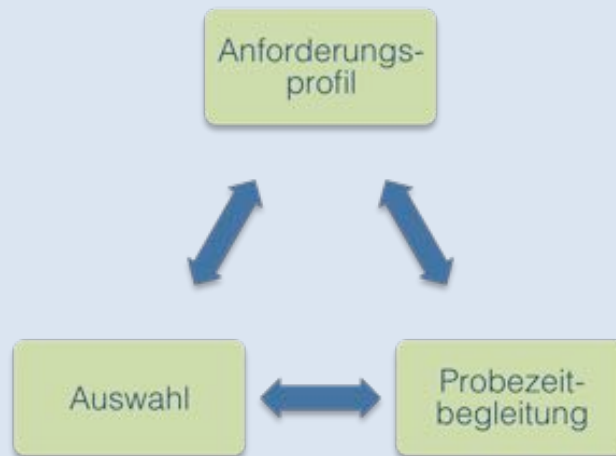 Anforderungs-
profil
Auswahl
Probezeit-
begleitung